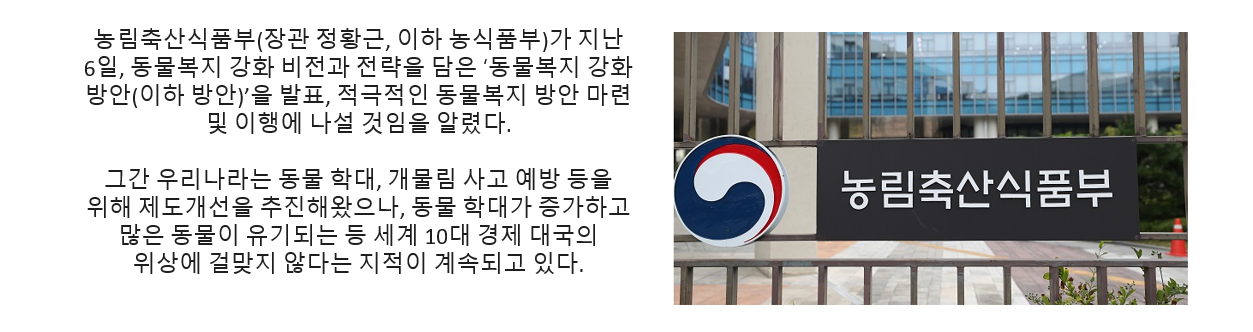 농림축산식품부(장관 정황근, 이하 농식품부)가 지난
6일, 동물복지 강화 비전과 전략을 담은 ‘동물복지 강화
방안(이하 방안)’을 발표, 적극적인 동물복지 방안 마련
및 이행에 나설 것임을 알렸다.
그간 우리나라는 동물 학대, 개물림 사고 예방 등을
위해 제도개선을 추진해왔으나, 동물 학대가 증가하고
많은 동물이 유기되는 등 세계 10대 경제 대국의
위상에 걸맞지 않다는 지적이 계속되고 있다.
농림축산식품부